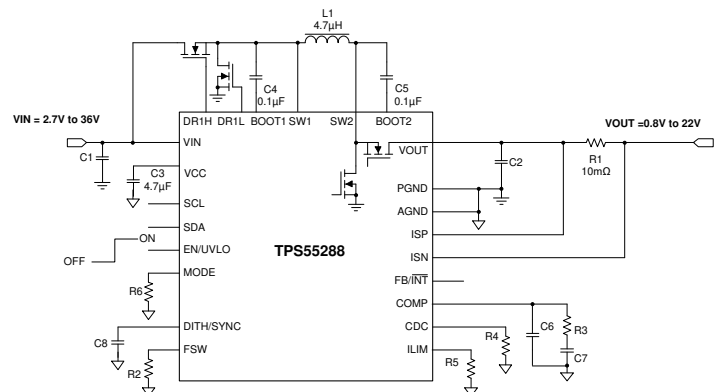 L1
4.7µH
C4
0.1µF
C5
0.1µF
VIN = 2.7V to 36V
DR1H DR1L BOOT1 SW1 SW2 BOOT2
VOUT =0.8V to 22V
VIN
VOUT
C1
C2
R1
10mΩ
C3
4.7µF
VCC
PGND
SCL
AGND
SDA
ISP
ON
OFF
EN/UVLO
TPS55288
ISN
MODE
FB/INT
R6
COMP
DITH/SYNC
CDC
C6
R3
C8
R4
C7
FSW
ILIM
R2
R5